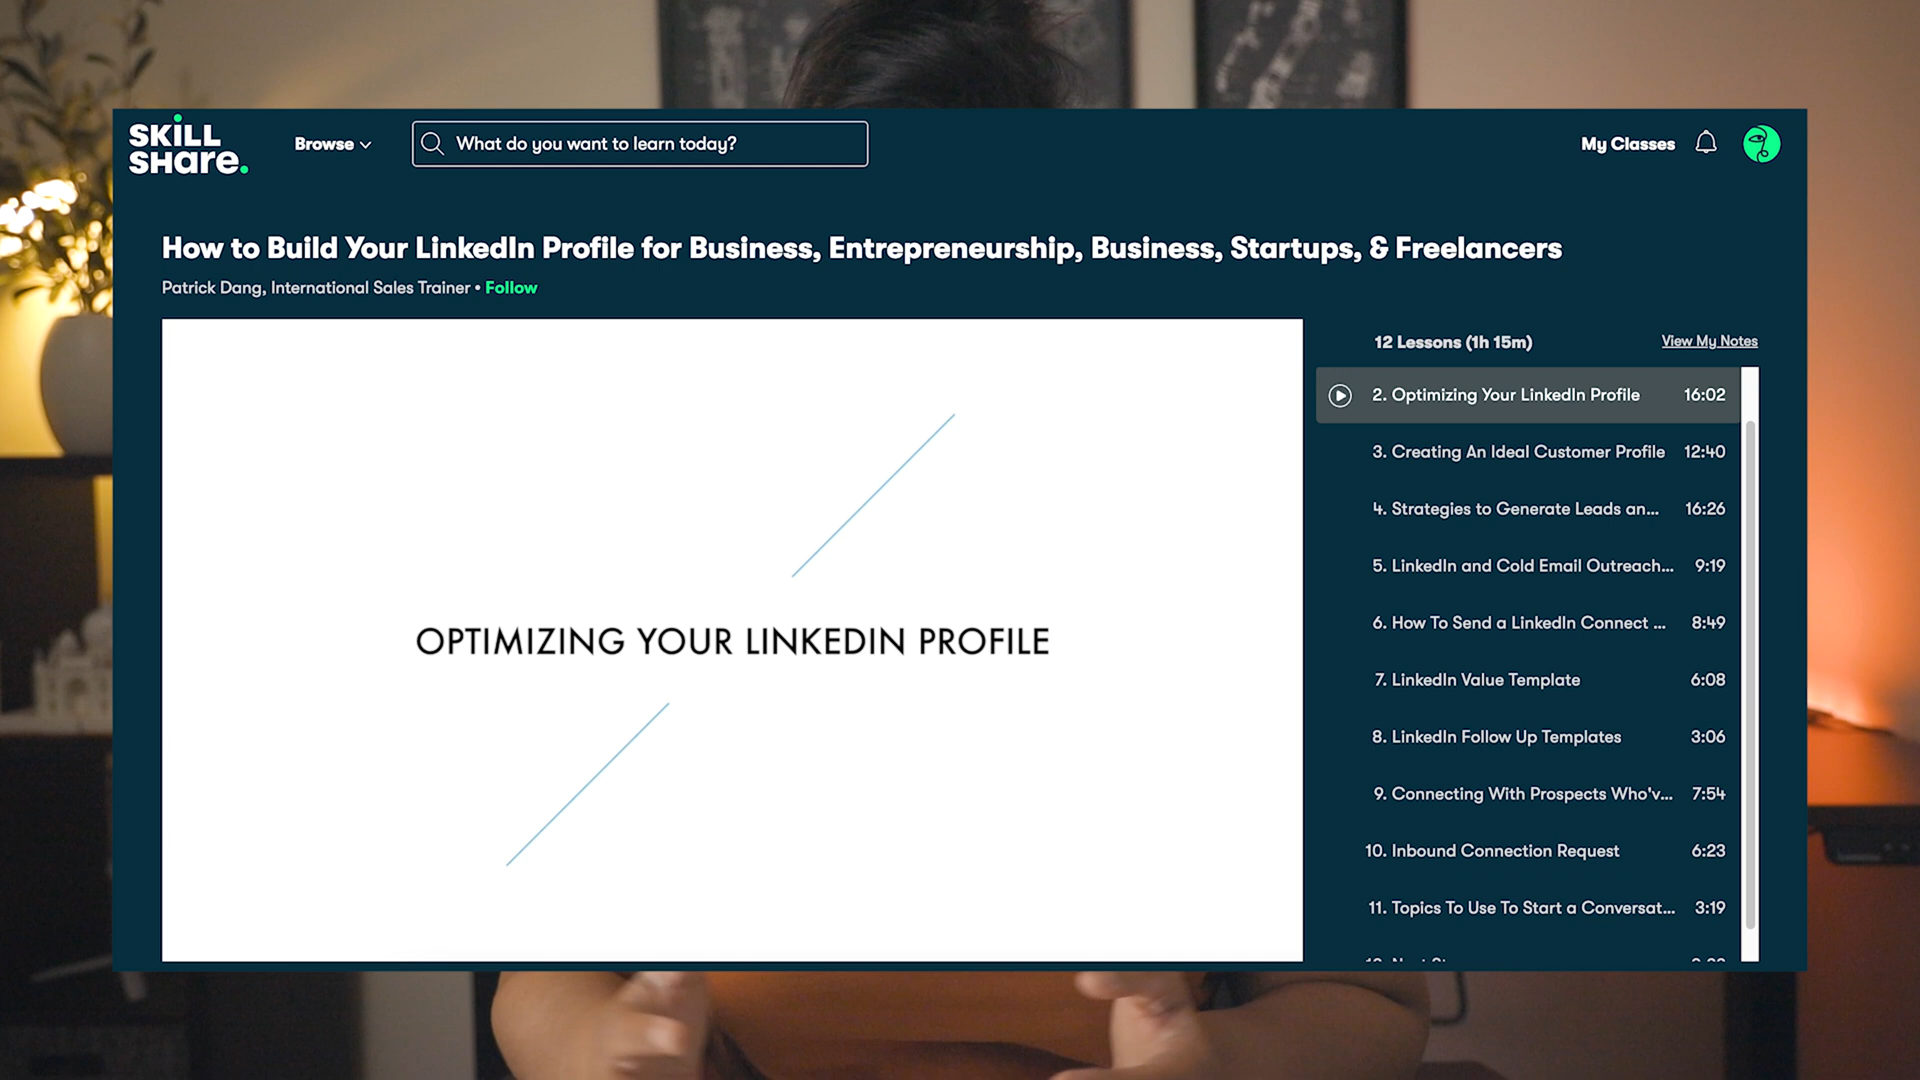 SKILL
SHare.
Browse
What do you want to learn today?
My Classes
How to Build Your LinkedIn Profile for Business, Entrepreneurship, Business, Startups, & Freelancers
Patrick Dang, International Sales Trainer • Follow
OPTIMIZING YOUR LINKEDIN PROFILE
12 Lessons (1h 15m) View My Notes
2. Optimizing Your LinkedIn Profile 16:02
3. Creating An Ideal Customer Profile 12:40
4. Strategies to Generate Leads an... 16:26
5. LinkedIn and Cold Email Outreach... 9:19
6. How To Send a LinkedIn Connect ... 8:49
7. LinkedIn Value Template 6:08
8. LinkedIn Follow Up Templates 3:06
9. Connecting With Prospects Who'v... 7:54
10. Inbound Connection Request 6:23
11. Topics To Use To Start a Conversat... 3:19